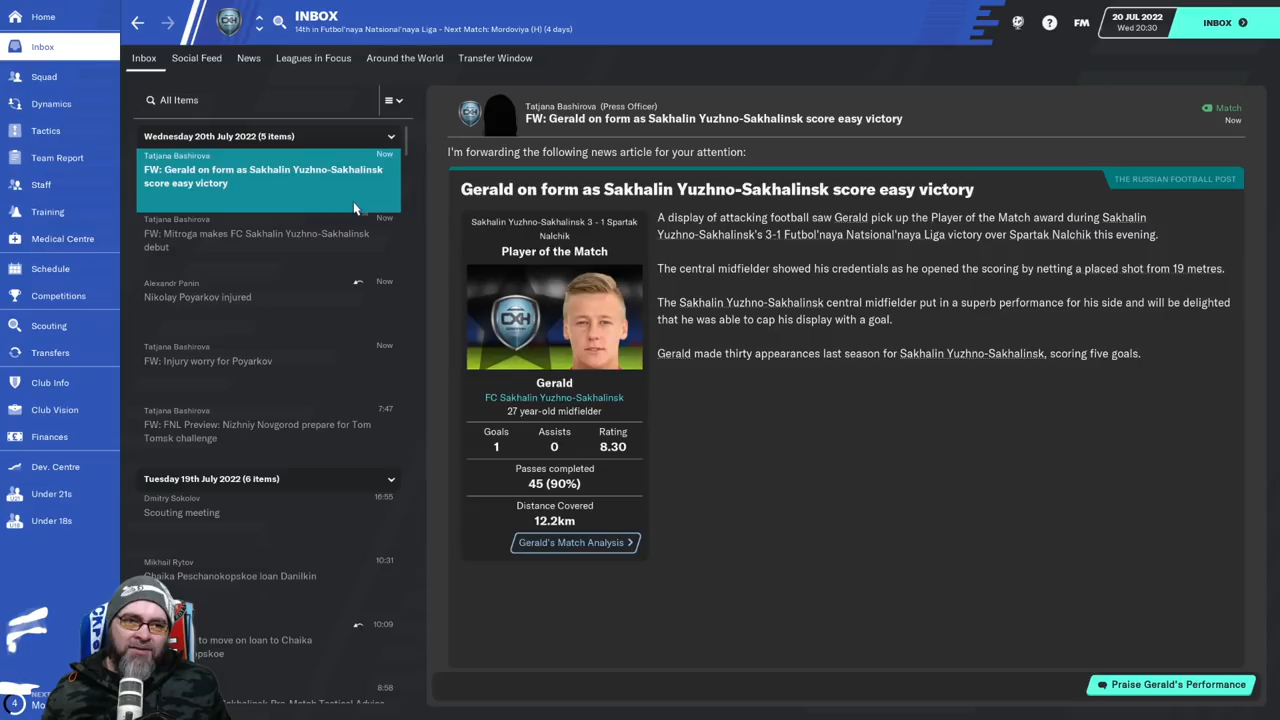 Home
Inbox
Squad
Dynamics
Tactics
Team Report
Staff
Training
Medical Centre
Schedule
Competitions
Scouting
Transfers
Club Info
Club Vision
Finances
Dev. Centre
Under 21s
Under 18s
NEXT
Mo
4
INBOX
14th in Futbol'naya Natsional'naya Liga - Next Match: Mordoviya (H) (4 days)
FM
20 JUL 2022
Wed 20:30
INBOX
Inbox
Social Feed
News
Leagues in Focus
Around the World
Transfer Window
All Items
Wednesday 20th July 2022 (5 items)
Tatjana Bashirova
Now
FW: Gerald on form as Sakhalin Yuzhno-Sakhalinsk
score easy victory
Tatjana Bashirova
Now
FW: Mitroga makes FC Sakhalin Yuzhno-Sakhalinsk
debut
Alexandr Panin
Now
Nikolay Poyarkov injured
Tatjana Bashirova
Now
FW: Injury worry for Poyarkov
Tatjana Bashirova
7:47
FW: FNL Preview: Nizhniy Novgorod prepare for Tom
Tomsk challenge
Tuesday 19th July 2022 (6 items)
Dmitry Sokolov
16:55
Scouting meeting
Mikhail Rytov
10:31
Chaika Peschanokopskoe loan Danilkin
10:09
to move on loan to Chaika
opskoe
8:58
Tatjana Bashirova (Press Officer)
FW: Gerald on form as Sakhalin Yuzhno-Sakhalinsk score easy victory
Match
Now
I'm forwarding the following news article for your attention:
THE RUSSIAN FOOTBALL POST
Gerald on form as Sakhalin Yuzhno-Sakhalinsk score easy victory
Sakhalin Yuzhno-Sakhalinsk 3 - 1 Spartak
Nalchik
Player of the Match
Gerald
FC Sakhalin Yuzhno-Sakhalinsk
27 year-old midfielder
Goals Assists Rating
1 0 8.30
Passes completed
45 (90%)
Distance Covered
12.2km
Gerald's Match Analysis
A display of attacking football saw Gerald pick up the Player of the Match award during Sakhalin
Yuzhno-Sakhalinsk's 3-1 Futbol'naya Natsional'naya Liga victory over Spartak Nalchik this evening.
The central midfielder showed his credentials as he opened the scoring by netting a placed shot from 19 metres.
The Sakhalin Yuzhno-Sakhalinsk central midfielder put in a superb performance for his side and will be delighted
that he was able to cap his display with a goal.
Gerald made thirty appearances last season for Sakhalin Yuzhno-Sakhalinsk, scoring five goals.
Praise Gerald's Performance